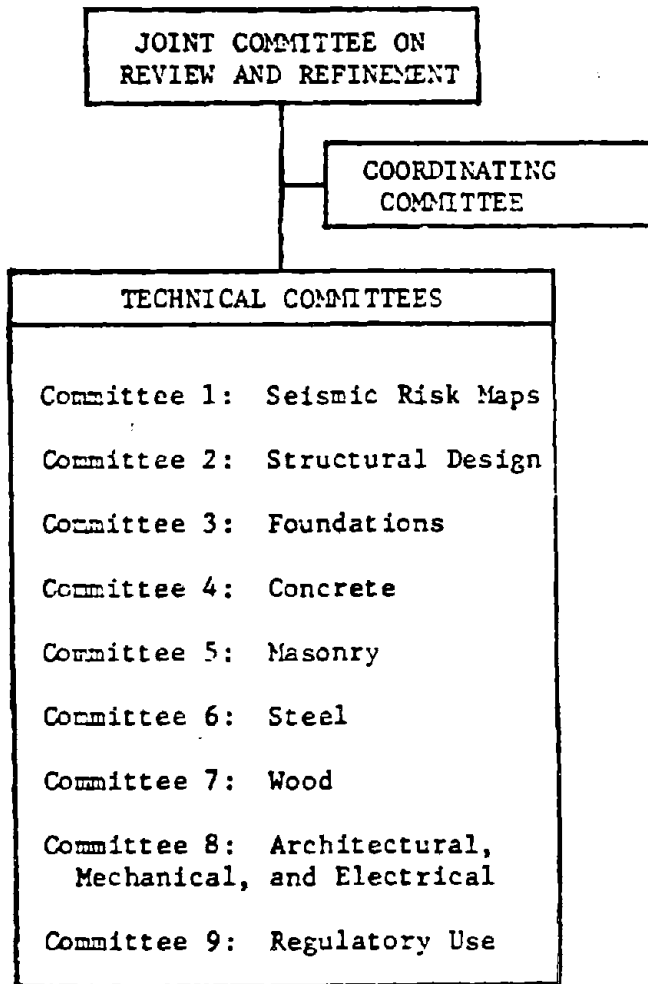 JOINT COMMITTEE ON
REVIEW AND REFINEMENT
COORDINATING
COMMITTEE
TECHNICAL COMMITTEES
Committee 1: Seismic Risk Maps
Committee 2: Structural Design
Committee 3: Foundations
Committee 4: Concrete
Committee 5: Masonry
Committee 6: Steel
Committee 7: Wood
Committee 8: Architectural,
Mechanical, and Electrical
Committee 9: Regulatory Use